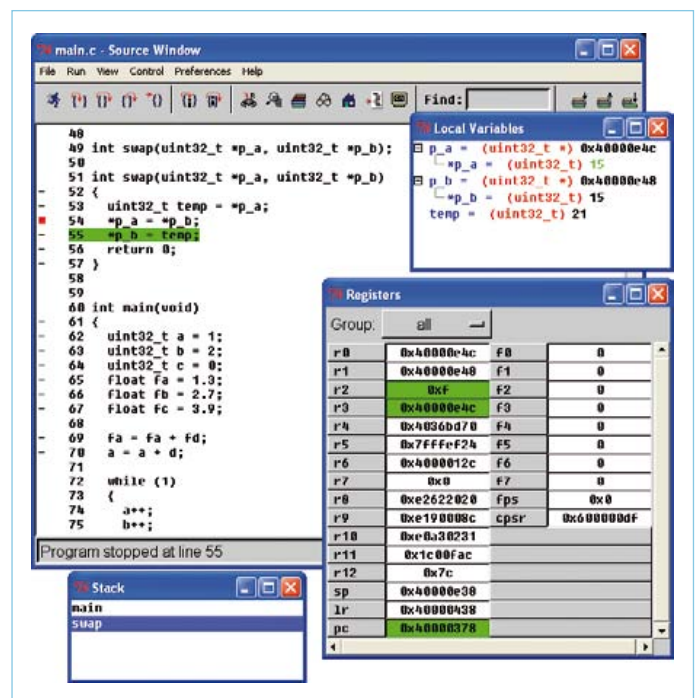 main.c - Source Window
File Run View Control Preferences Help
Find:
48
49 int swap(uint32_t *p_a, uint32_t *p_b);
50
51 int swap(uint32_t *p_a, uint32_t *p_b)
- 52 {
- 53 uint32_t temp = *p_a;
54 *p_a = *p_b;
- 55 *p_b = temp;
- 56 return 0;
- 57 }
58
59
60 int main(void)
- 61 {
- 62 uint32_t a = 1;
- 63 uint32_t b = 2;
- 64 uint32_t c = 0;
- 65 float fa = 1.3;
- 66 float fb = 2.7;
- 67 float fc = 3.9;
68
- 69 fa = fa + fd;
- 70 a = a + d;
71
72 while (1)
73 {
74 a++;
75 b++;
Program stopped at line 55
Local Variables
p_a = (uint32_t *) 0x40000e4c
*p_a = (uint32_t) 15
p_b = (uint32_t *) 0x40000e48
*p_b = (uint32_t) 15
temp = (uint32_t) 21
Registers
Group: all
r0 0x40000e4c f0 0
r1 0x40000e48 f1 0
r2 0xf f2 0
r3 0x40000e4c f3 0
r4 0x4036bd70 f4 0
r5 0x7fffef24 f5 0
r6 0x4000012c f6 0
r7 0x0 f7 0
r8 0xe2622020 fps 0x0
r9 0xe190008c cpsr 0x600000df
r10 0xe0a30231
r11 0x1c00fac
r12 0x7c
sp 0x40000e38
lr 0x40000438
pc 0x40000378
Stack
main
swap